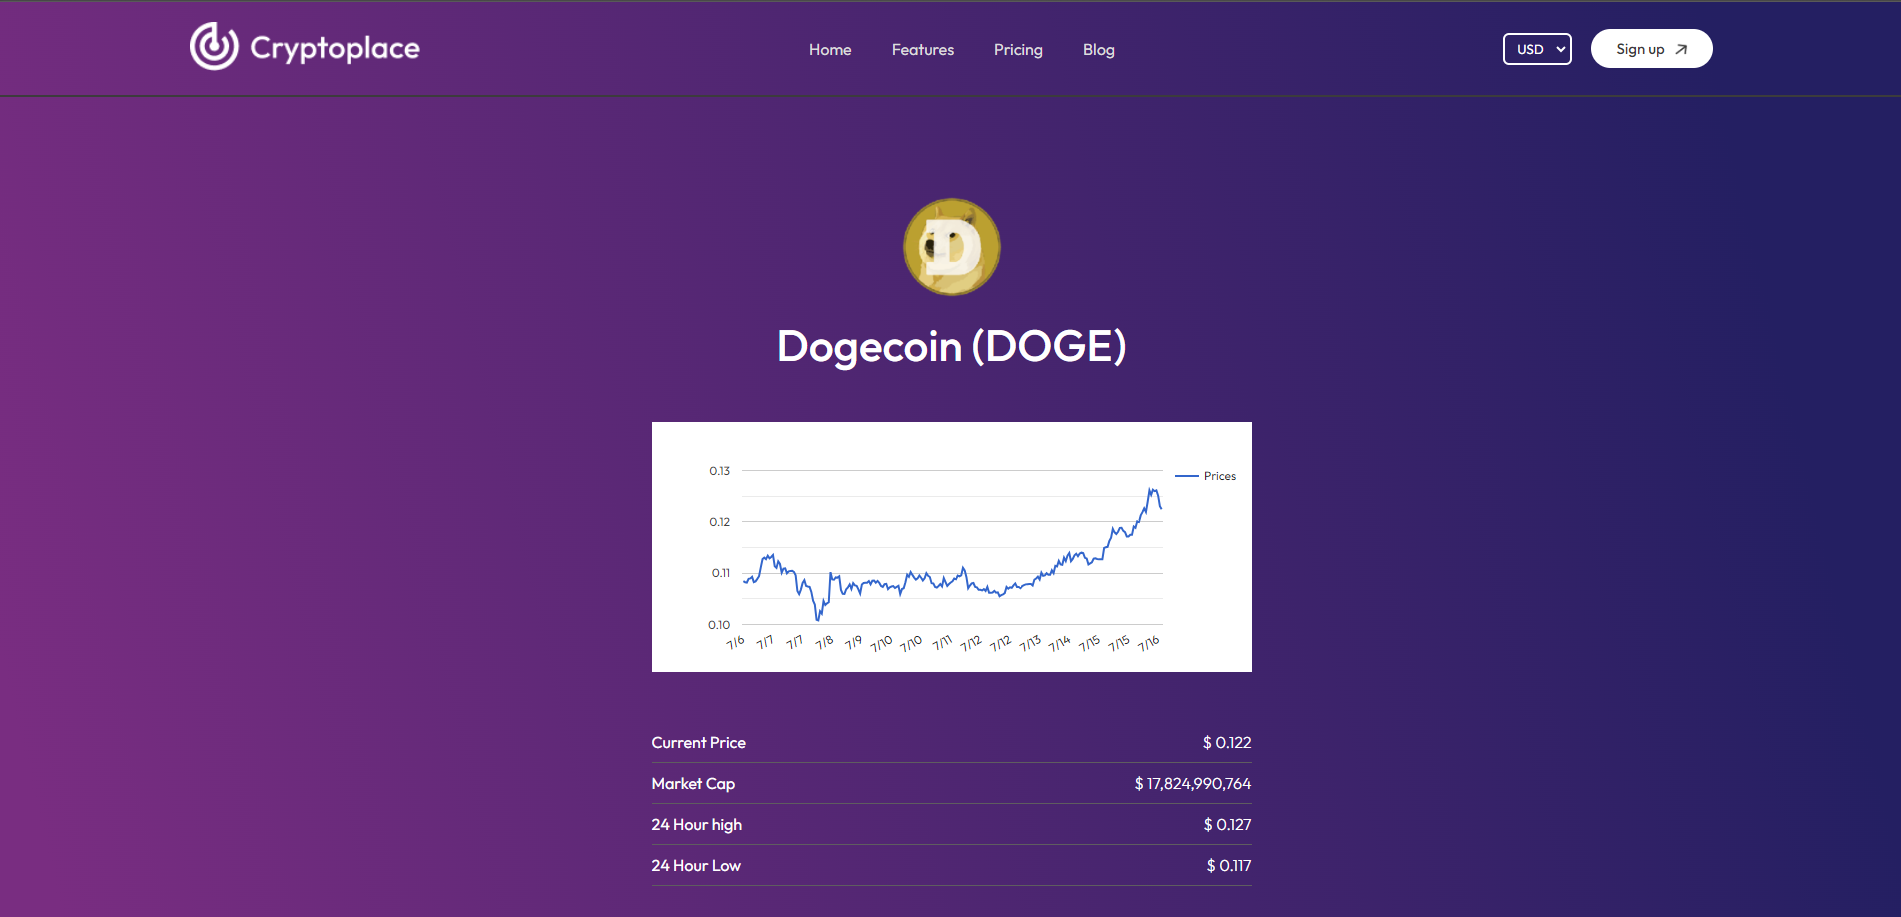 Cryptoplace
Home Features Pricing Blog
USD
Sign up
D
Dogecoin (DOGE)
0.13
0.12
0.11
0.10
7/6 7/7 7/7 7/8 7/9 7/10 7/10 7/11 7/12 7/12 7/13 7/14 7/15 7/15 7/16
Prices
Current Price $ 0.122
Market Cap $ 17,824,990,764
24 Hour high $ 0.127
24 Hour Low $ 0.117